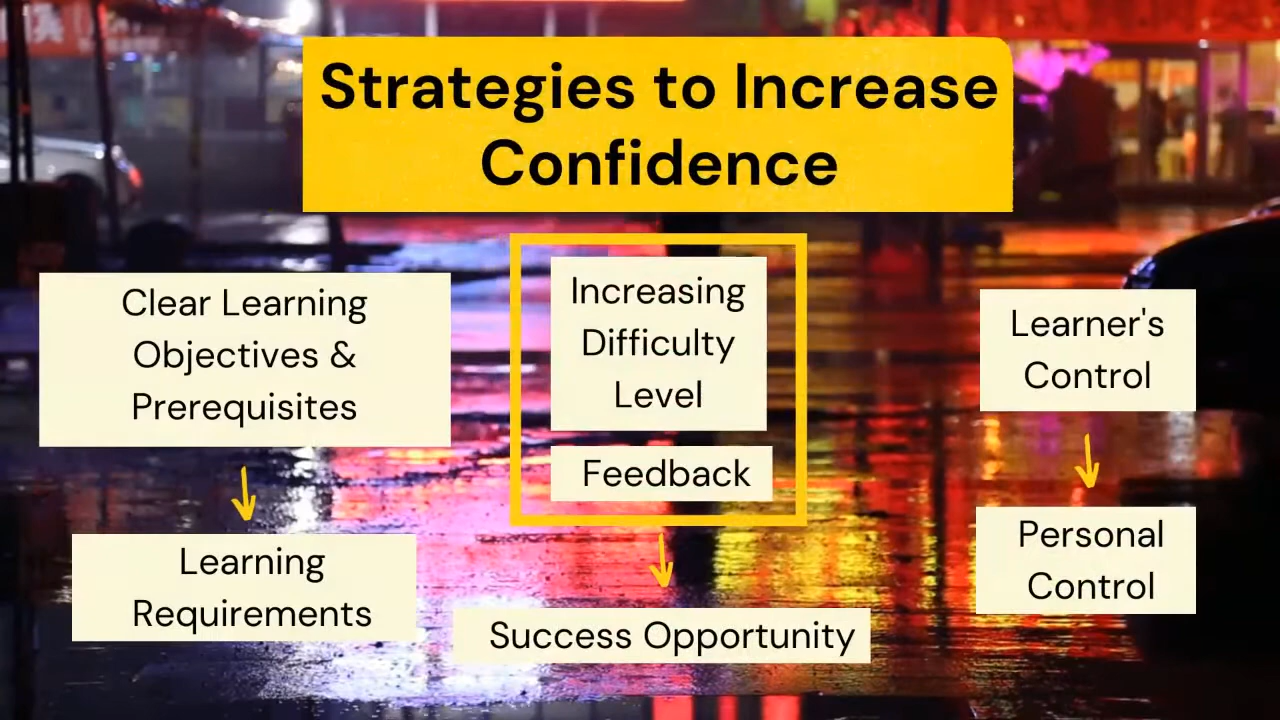 Strategies to Increase
Confidence
Clear Learning
Objectives &
Prerequisites
Learning
Requirements
Increasing
Difficulty
Level
Feedback
Success Opportunity
Learner's
Control
Personal
Control